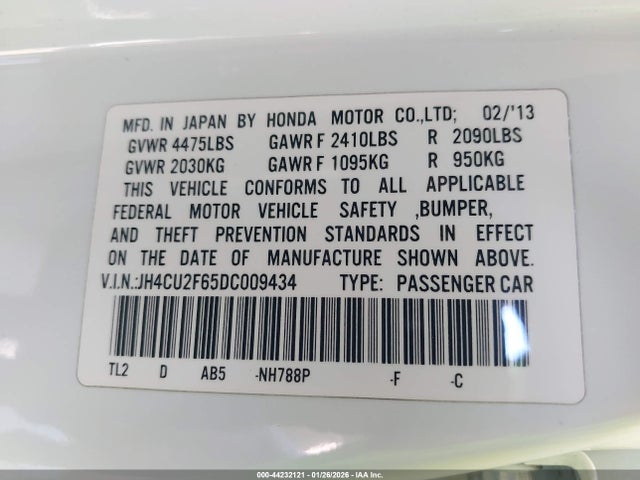 MFD. IN JAPAN BY HONDA MOTOR CO.,LTD; 02/'13
GVWR 4475LBS GAWR F 2410LBS R 2090LBS
GVWR 2030KG GAWR F 1095KG R 950KG
THIS VEHICLE CONFORMS TO ALL APPLICABLE
FEDERAL MOTOR VEHICLE SAFETY ,BUMPER,
AND THEFT PREVENTION STANDARDS IN EFFECT
ON THE DATE OF MANUFACTURE SHOWN ABOVE.
V.I.N.:JH4CU2F65DC009434 TYPE: PASSENGER CAR
TL2 D AB5 -NH788P -F -C
000-44232121 - 01/26/2026 - IAA Inc.